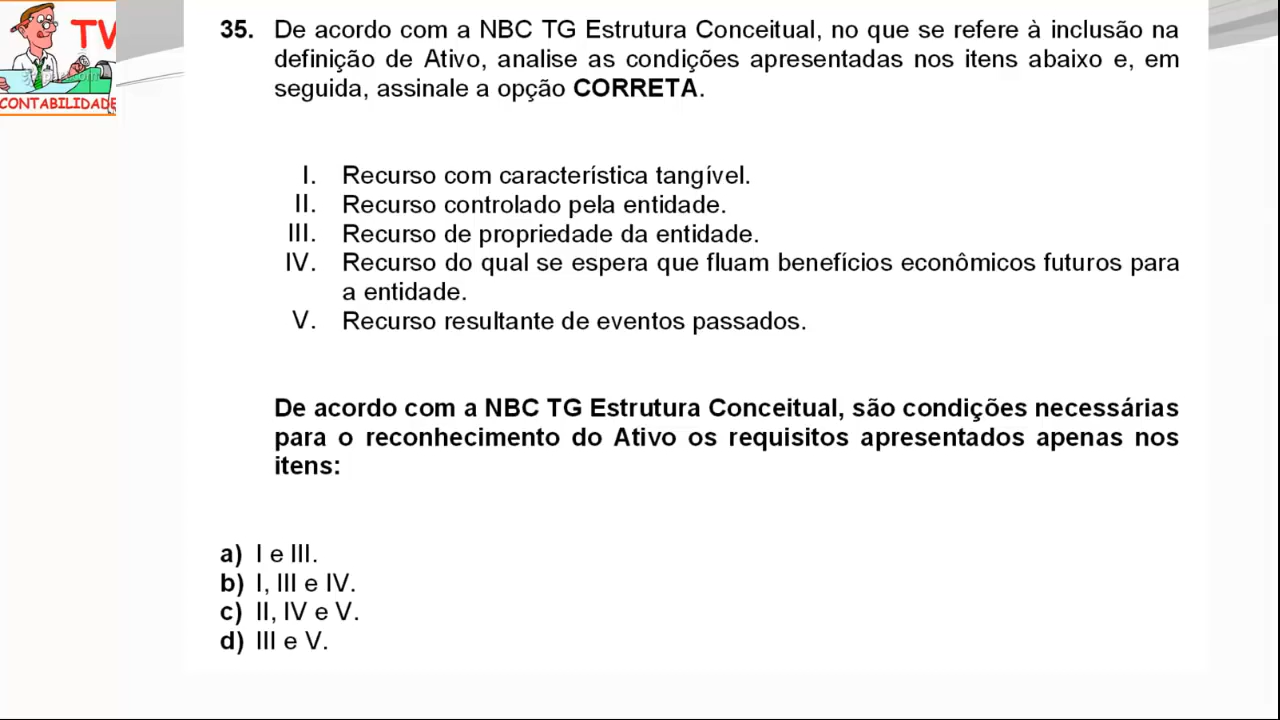 TV
CONTABILIDADE
35. De acordo com a NBC TG Estrutura Conceitual, no que se refere à inclusão na
definição de Ativo, analise as condições apresentadas nos itens abaixo e, em
seguida, assinale a opção CORRETA.
I. Recurso com característica tangível.
II. Recurso controlado pela entidade.
III. Recurso de propriedade da entidade.
IV. Recurso do qual se espera que fluam benefícios econômicos futuros para
a entidade.
V. Recurso resultante de eventos passados.
De acordo com a NBC TG Estrutura Conceitual, são condições necessárias
para o reconhecimento do Ativo os requisitos apresentados apenas nos
itens:
a) I e III.
b) I, III e IV.
c) II, IV e V.
d) III e V.